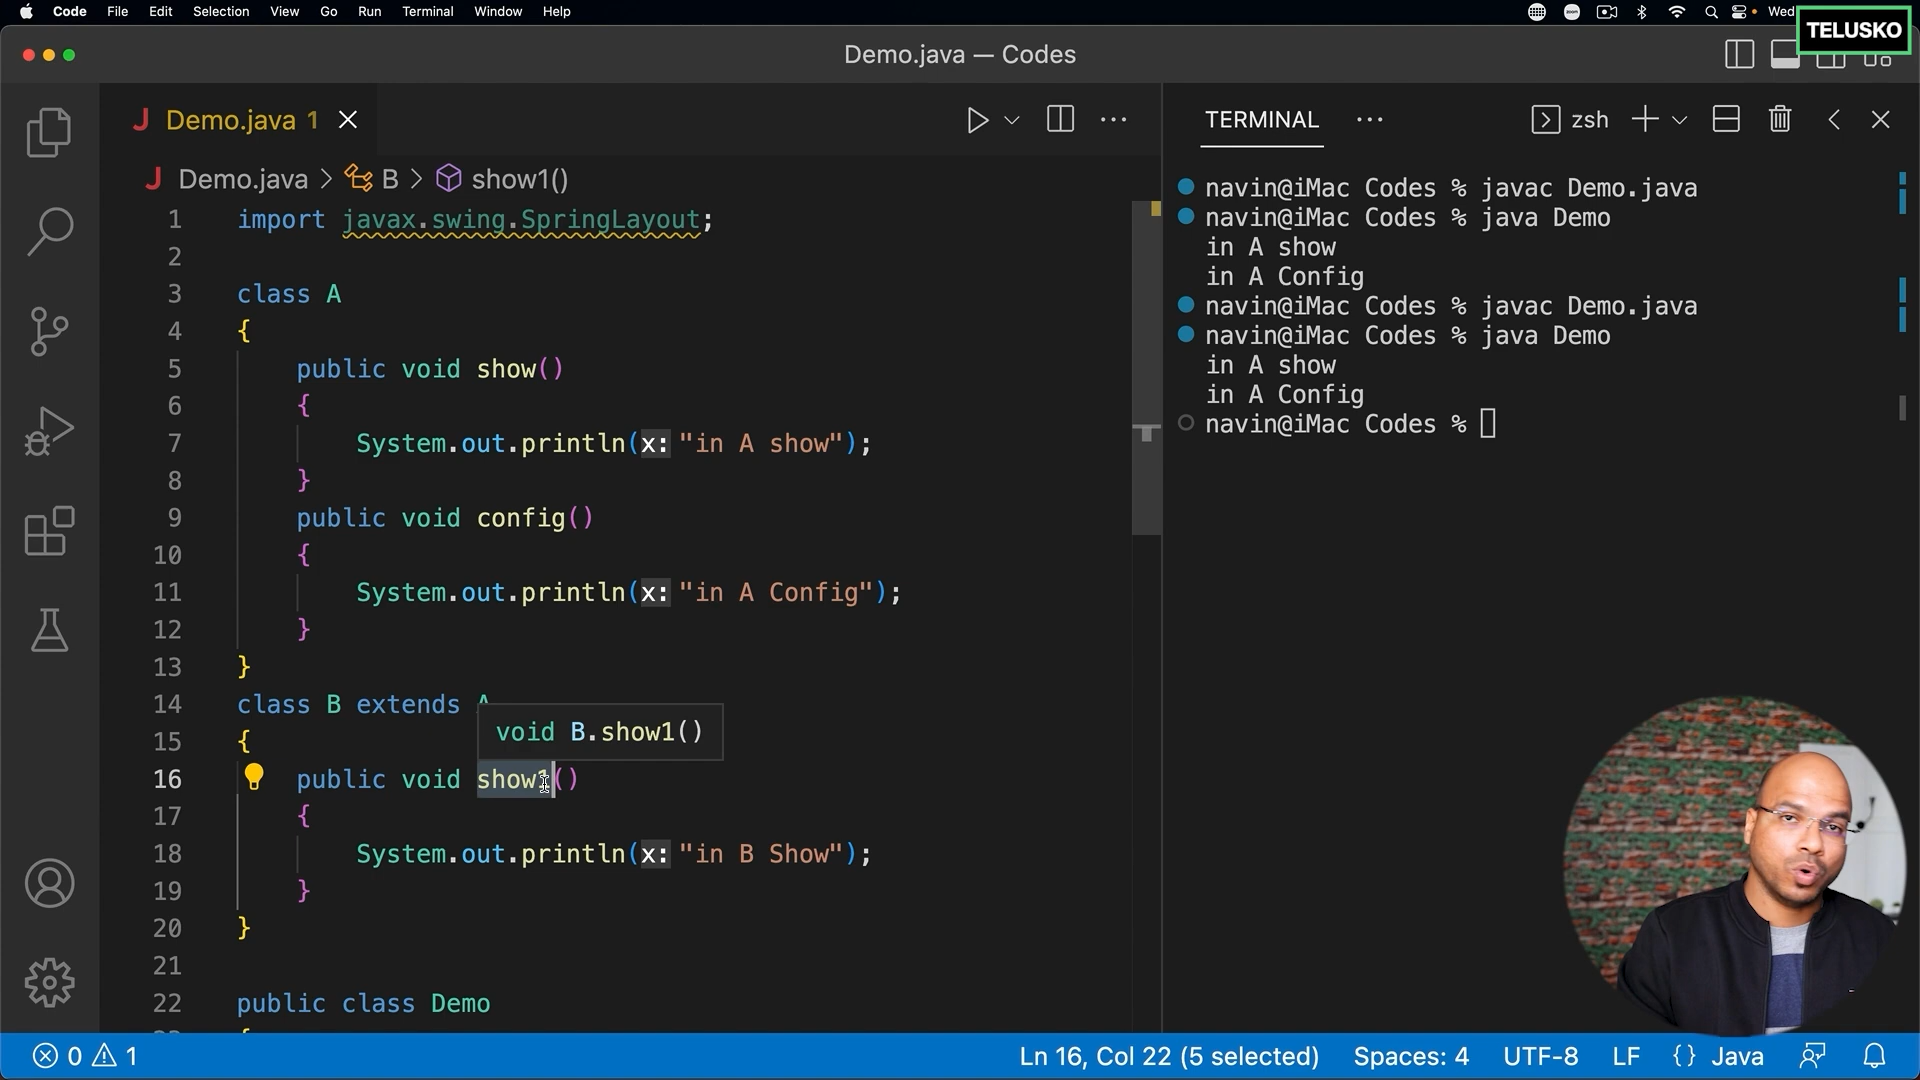 Code File Edit Selection View Go Run Terminal Window Help
Wed
TELUSKO
Demo.java — Codes
Demo.java 1
TERMINAL
zsh
Demo.java > B > show1()
1 import javax.swing.SpringLayout;
2
3 class A
4 {
5 public void show()
6 {
7 System.out.println(x: "in A show");
8 }
9 public void config()
10 {
11 System.out.println(x: "in A Config");
12 }
13 }
14 class B extends A
void B.show1()
15 {
16 public void show1()
17 {
18 System.out.println(x: "in B Show");
19 }
20 }
21
22 public class Demo
navin@iMac Codes % javac Demo.java
navin@iMac Codes % java Demo
in A show
in A Config
navin@iMac Codes % javac Demo.java
navin@iMac Codes % java Demo
in A show
in A Config
navin@iMac Codes %
0 1
Ln 16, Col 22 (5 selected) Spaces: 4 UTF-8 LF {} Java